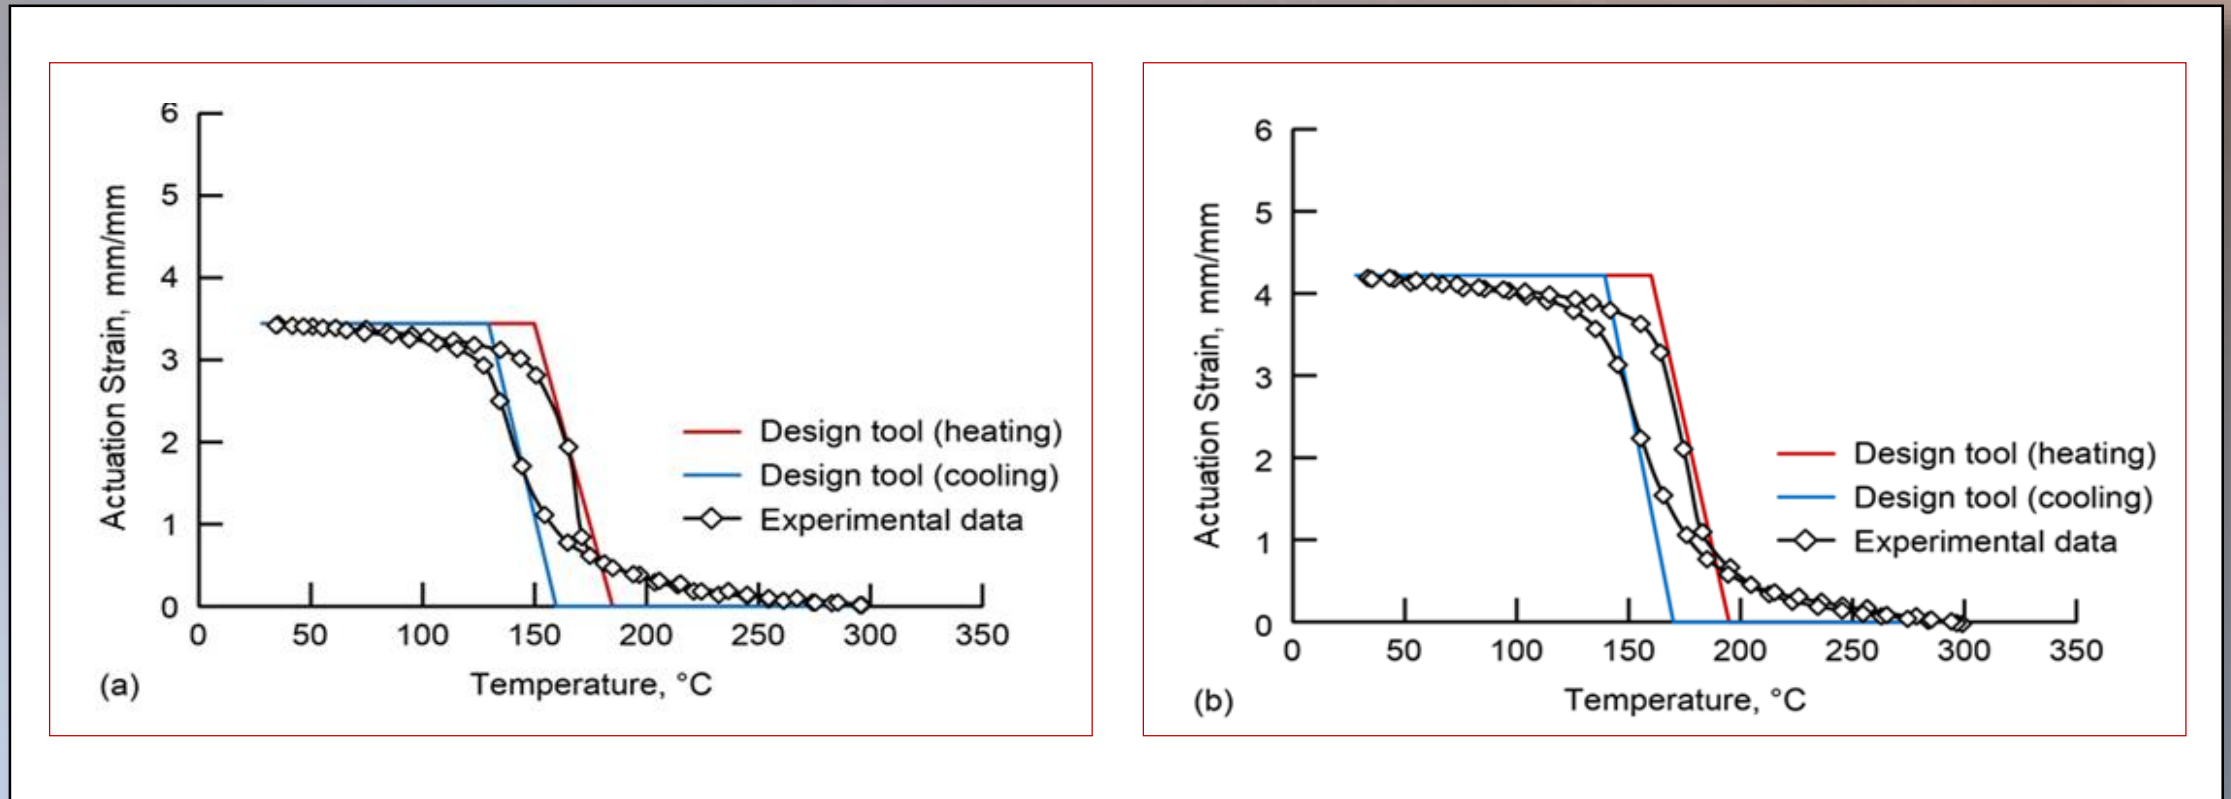 6
5
4
3
2
1
0
0 50 100 150 200 250 300 350
Actuation Strain, mm/mm
Temperature, °C
Design tool (heating)
Design tool (cooling)
Experimental data
(a)
6
5
4
3
2
1
0
0 50 100 150 200 250 300 350
Actuation Strain, mm/mm
Temperature, °C
Design tool (heating)
Design tool (cooling)
Experimental data
(b)